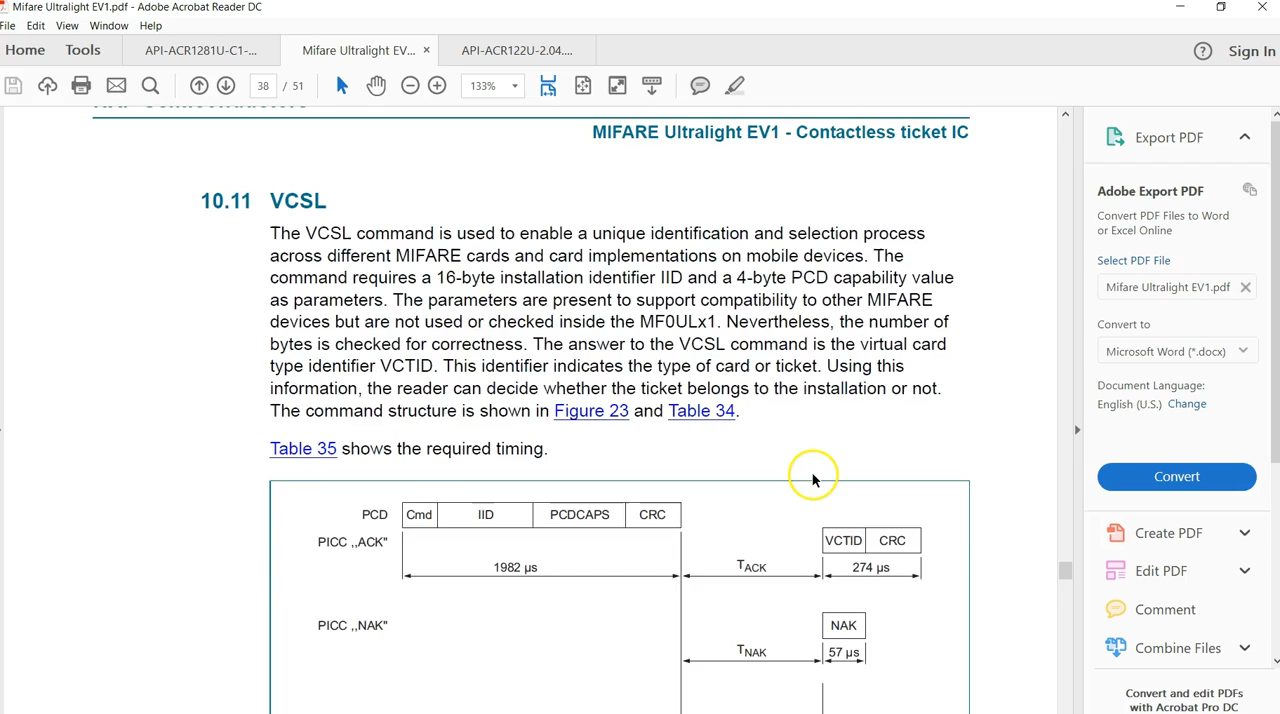 Mifare Ultralight EV1.pdf - Adobe Acrobat Reader DC
File Edit View Window Help
Home Tools API-ACR1281U-C1-... Mifare Ultralight EV... × API-ACR122U-2.04.... Sign In
38 / 51 133%
MIFARE Ultralight EV1 - Contactless ticket IC
10.11 VCSL
The VCSL command is used to enable a unique identification and selection process
across different MIFARE cards and card implementations on mobile devices. The
command requires a 16-byte installation identifier IID and a 4-byte PCD capability value
as parameters. The parameters are present to support compatibility to other MIFARE
devices but are not used or checked inside the MF0ULx1. Nevertheless, the number of
bytes is checked for correctness. The answer to the VCSL command is the virtual card
type identifier VCTID. This identifier indicates the type of card or ticket. Using this
information, the reader can decide whether the ticket belongs to the installation or not.
The command structure is shown in Figure 23 and Table 34.
Table 35 shows the required timing.
PCD Cmd IID PCDCAPS CRC
PICC ,,ACK" VCTID CRC
1982 µs TACK 274 µs
PICC ,,NAK" NAK
TNAK 57 µs
Export PDF
Adobe Export PDF
Convert PDF Files to Word
or Excel Online
Select PDF File
Mifare Ultralight EV1.pdf ×
Convert to
Microsoft Word (*.docx)
Document Language:
English (U.S.) Change
Convert
Create PDF
Edit PDF
Comment
Combine Files
Convert and edit PDFs
with Acrobat Pro DC